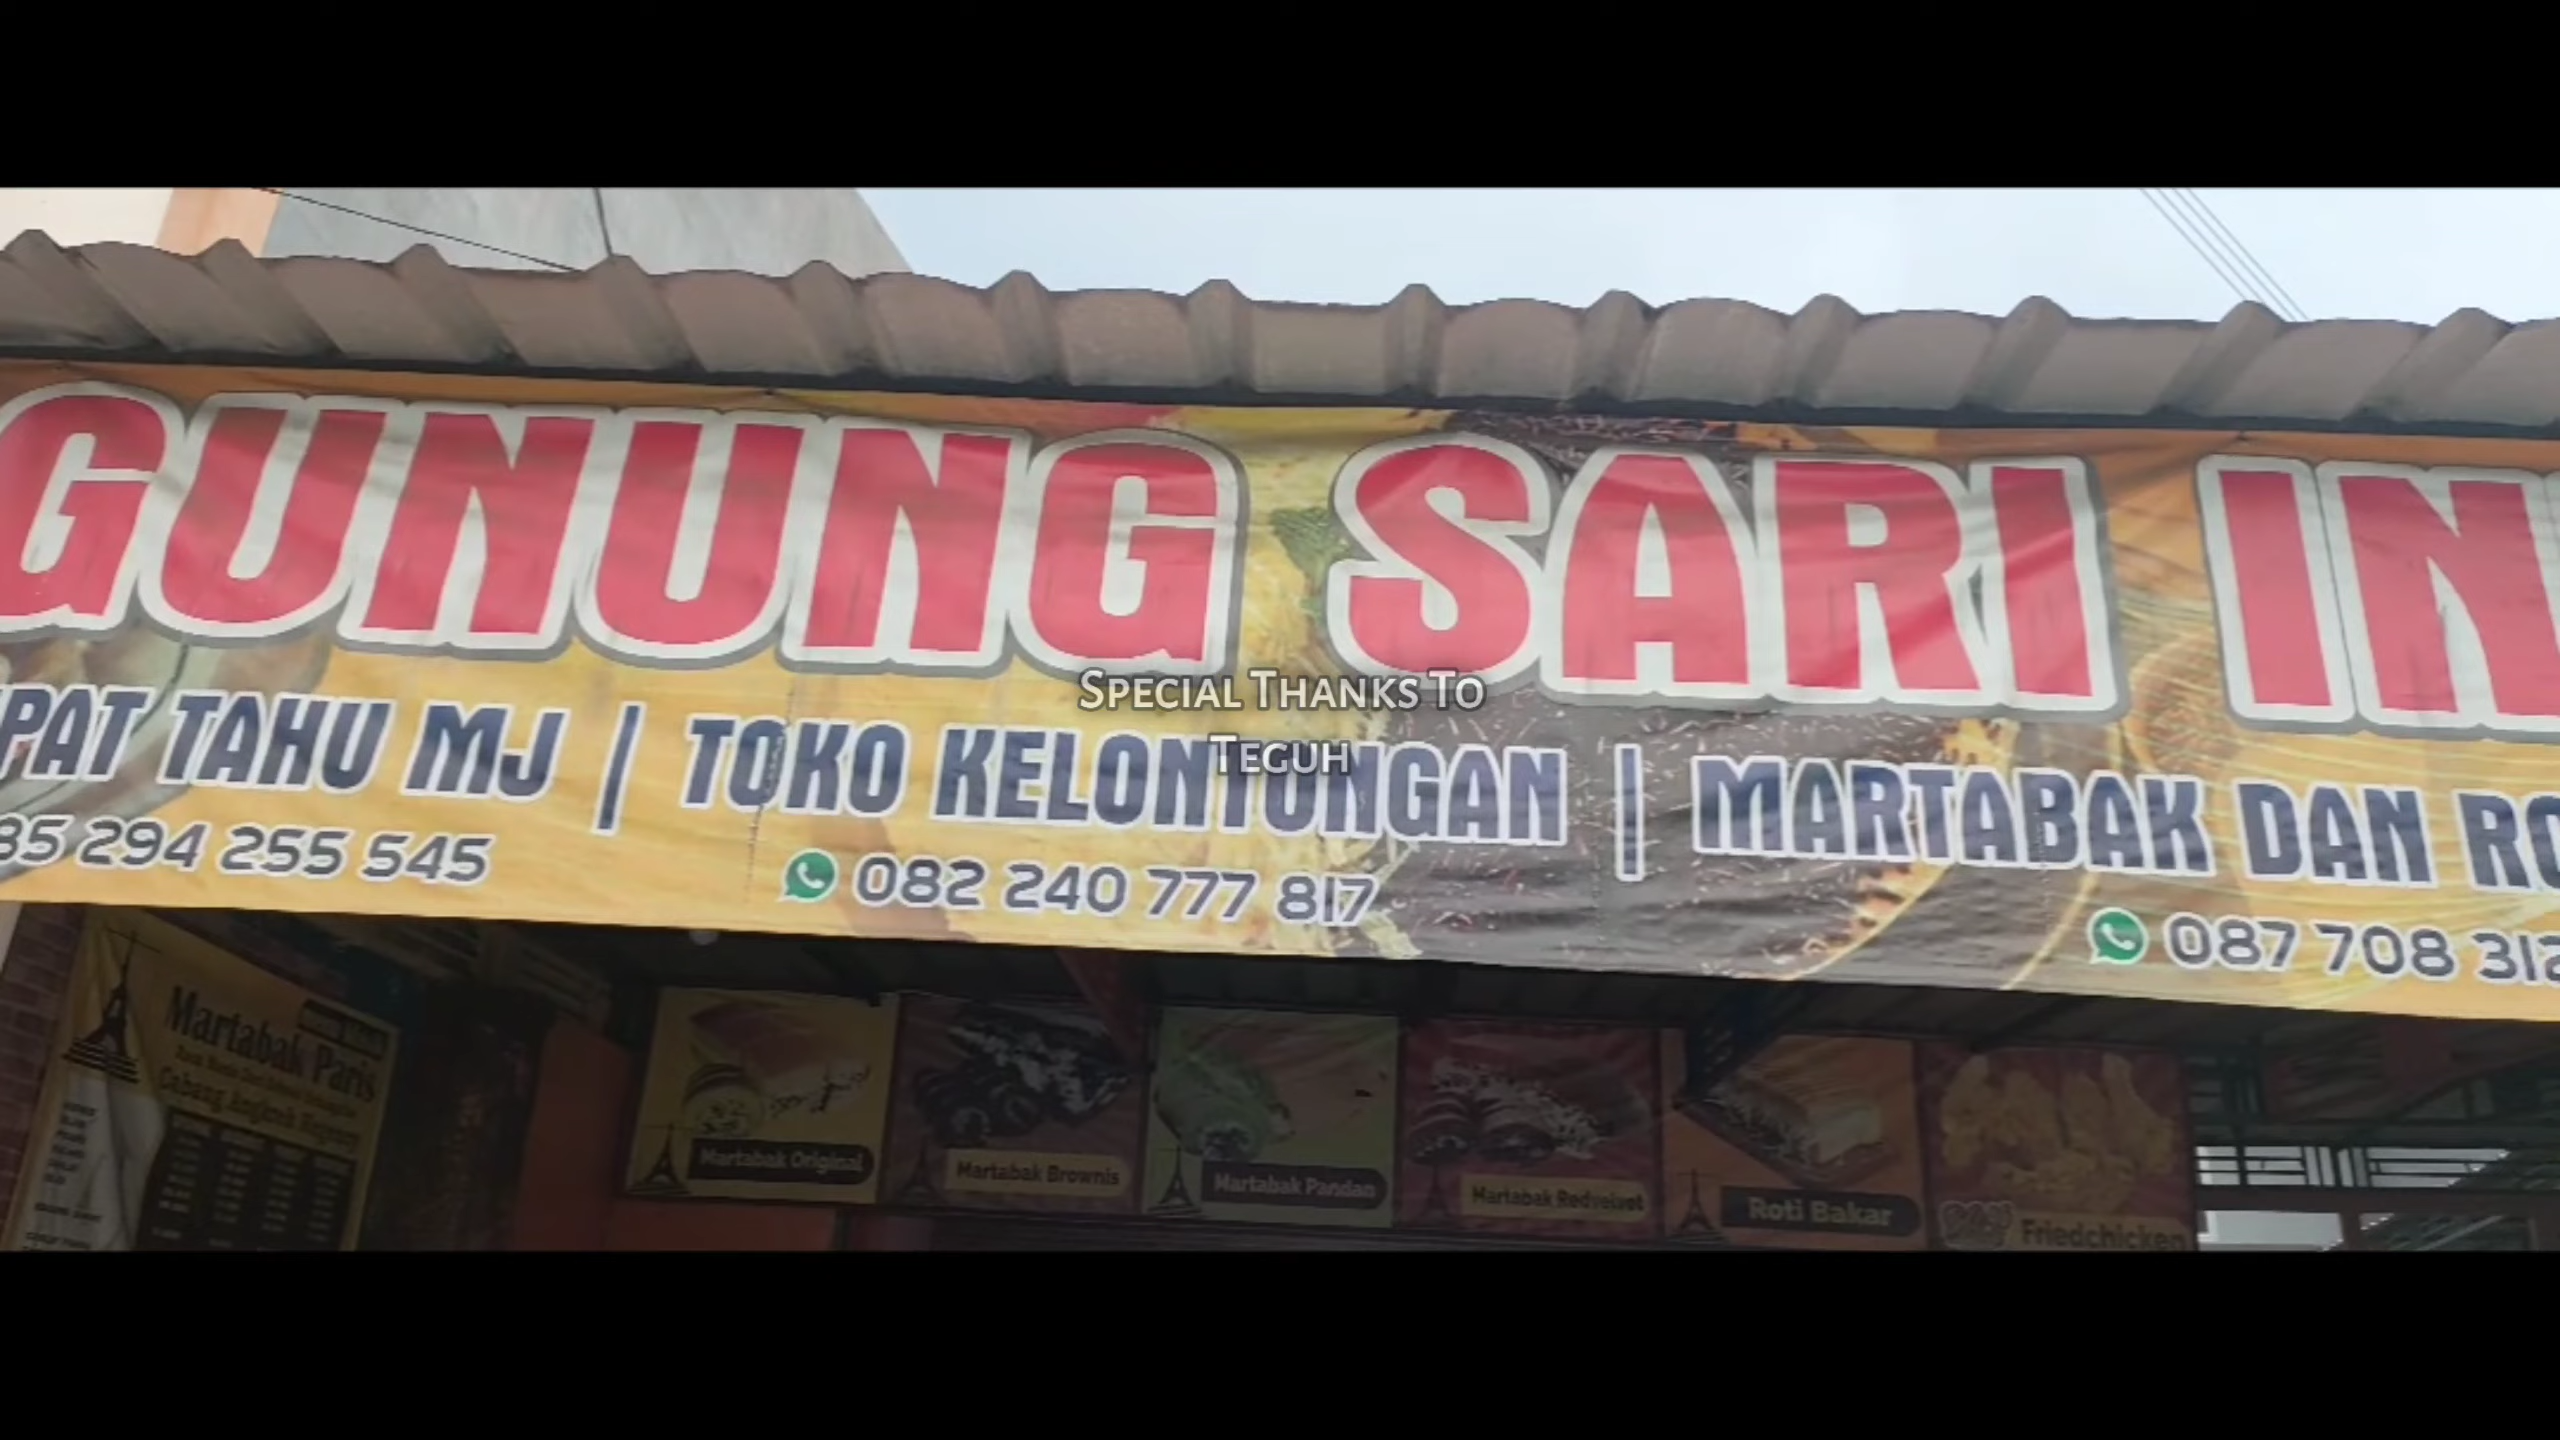 GUNUNG SARI IN
PAT TAHU MJ | TOKO KELONTONGAN | MARTABAK DAN RO
85 294 255 545
082 240 777 817
087 708 312
SPECIAL THANKS TO
TEGUH
Martabak Paris
Cabang
Martabak Original
Martabak Brownis
Martabak Pandan
Martabak Redvelvet
Roti Bakar
Friedchicken